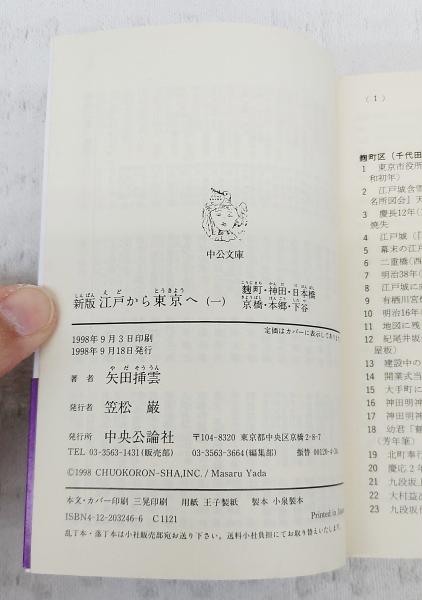 中公文庫
新版 江戸から東京へ (一) 麴町・神田・日本橋
京橋・本郷・下谷
定価はカバーに表示してあります
1998年9月3日印刷
1998年9月18日発行
著者 矢田挿雲
発行者 笠松 巌
発行所 中央公論社 〒104-8320 東京都中央区京橋2-8-7
TEL 03-3563-1431(販売部) 03-3563-3664(編集部) 振替 00120-4-34
©1998 CHUOKORON-SHA,INC. / Masaru Yada
本文・カバー印刷 三晃印刷 用紙 王子製紙 製本 小泉製本
ISBN4-12-203246-6 C1121
Printed in
乱丁本・落丁本は小社販売部宛お送り下さい。送料小社負担にてお取り替えいたします。
(1)
麴町区 (千代田
1 東京市役所
和初年)
2 江戸城含雪
名所図会』天
3 慶長12年(
焼失
4 江戸城
5 幕末の江戸
6 二重橋(西
7 明治38年(
8 江戸城に
9 有栖川宮
10 明治16年
11 地図に残
12 紀尾井坂
屋板)
13 建設中の
14 開業式当
15 大手町に
16 神田明神
17 神田明神
18 幼君「
(芳年筆)
19 北町奉行
20 慶応2年
21 九段坂上
22 大村益次
23 九段坂